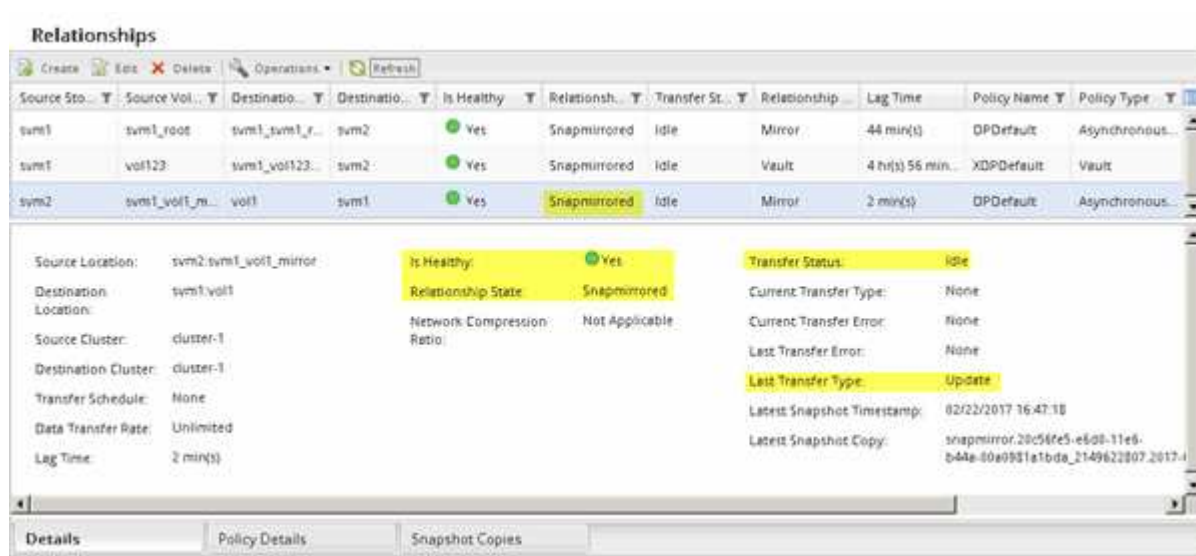 Relationships
Create Edit Delete Operations Refresh
Source Sto... Source Vol... Destinatio... Destinatio... Is Healthy Relationsh... Transfer St... Relationship ... Lag Time Policy Name Policy Type
svm1 svm1_root svm1_svm1_r... svm2 Yes Snapmirrored Idle Mirror 44 min(s) DPDefault Asynchronous...
svm1 vol123 svm1_vol123... svm2 Yes Snapmirrored Idle Vault 4 hr(s) 56 min... XDPDefault Vault
svm2 svm1_vol1_m... vol1 svm1 Yes Snapmirrored Idle Mirror 2 min(s) DPDefault Asynchronous...
Source Location: svm2:svm1_vol1_mirror Is Healthy: Yes Transfer Status: Idle
Destination Location: svm1:vol1 Relationship State: Snapmirrored Current Transfer Type: None
Network Compression Ratio: Not Applicable Current Transfer Error: None
Source Cluster: cluster-1 Last Transfer Error: None
Destination Cluster: cluster-1 Last Transfer Type: Update
Transfer Schedule: None Latest Snapshot Timestamp: 02/22/2017 16:47:18
Data Transfer Rate: Unlimited Latest Snapshot Copy: snapmirror.20c56fe5-e6d0-11e6-
Lag Time: 2 min(s) b44a-00a0981a1bda_2149622807.2017-
Details Policy Details Snapshot Copies